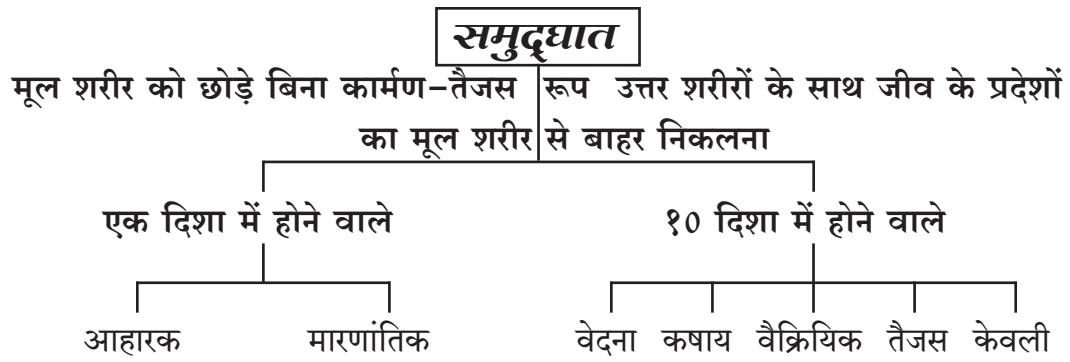 समुद्‌घात
मूल शरीर को छोड़े बिना कार्मण-तैजस रूप उत्तर शरीरों के साथ जीव के प्रदेशों
का मूल शरीर से बाहर निकलना
एक दिशा में होने वाले १० दिशा में होने वाले
आहारक मारणांतिक वेदना कषाय वैक्रियिक तैजस केवली